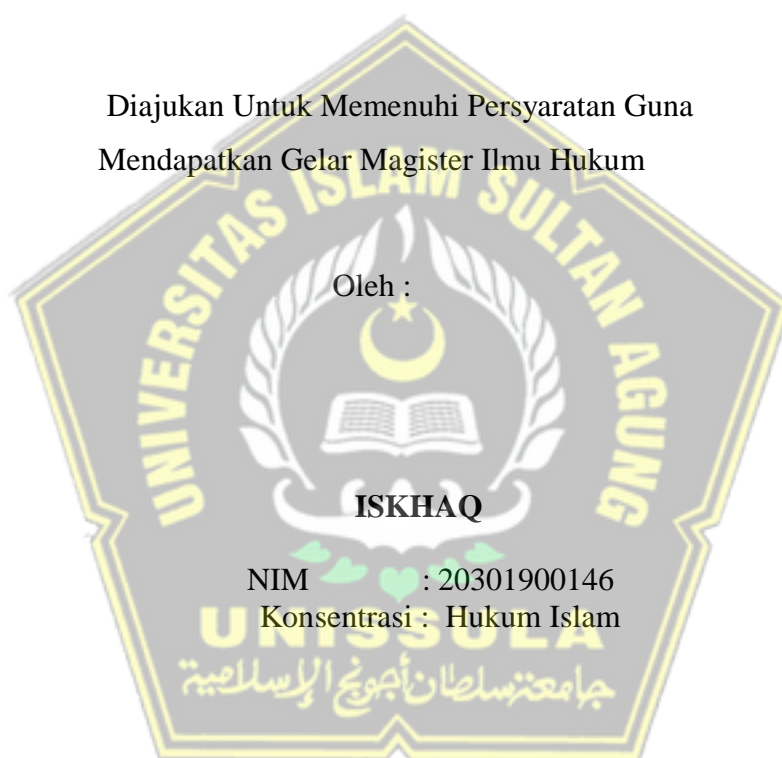 Diajukan Untuk Memenuhi Persyaratan Guna
Mendapatkan Gelar Magister Ilmu Hukum
UNIVERSITAS ISLAM SULTAN AGUNG
Oleh :
ISKHAQ
NIM : 20301900146
Konsentrasi : Hukum Islam
UNISSULA
جامعة سلطان أجونج الإسلامية